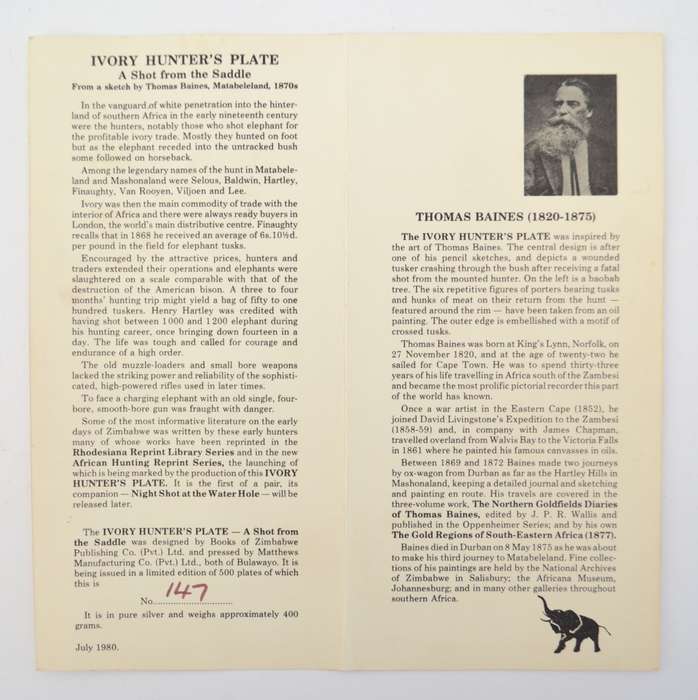 IVORY HUNTER'S PLATE
A Shot from the Saddle
From a sketch by Thomas Baines, Matabeleland, 1870s
In the vanguard of white penetration into the hinter-
land of southern Africa in the early nineteenth century
were the hunters, notably those who shot elephant for
the profitable ivory trade. Mostly they hunted on foot
but as the elephant receded into the untracked bush
some followed on horseback.
Among the legendary names of the hunt in Matabele-
land and Mashonaland were Selous, Baldwin, Hartley,
Finaughty, Van Rooyen, Viljoen and Lee.
Ivory was then the main commodity of trade with the
interior of Africa and there were always ready buyers in
London, the world's main distributive centre. Finaughty
recalls that in 1868 he received an average of 6s.10½d.
per pound in the field for elephant tusks.
Encouraged by the attractive prices, hunters and
traders extended their operations and elephants were
slaughtered on a scale comparable with that of the
destruction of the American bison. A three to four
months' hunting trip might yield a bag of fifty to one
hundred tuskers. Henry Hartley was credited with
having shot between 1 000 and 1 200 elephant during
his hunting career, once bringing down fourteen in a
day. The life was tough and called for courage and
endurance of a high order.
The old muzzle-loaders and small bore weapons
lacked the striking power and reliability of the sophisti-
cated, high-powered rifles used in later times.
To face a charging elephant with an old single, four-
bore, smooth-bore gun was fraught with danger.
Some of the most informative literature on the early
days of Zimbikwe was written by these early hunters
many of whose works have been reprinted in the
Rhodesiana Reprint Library Series and in the new
African Hunting Reprint Series, the launching of
which is being marked by the production of this IVORY
HUNTER'S PLATE. It is the first of a pair, its
companion — Night Shot at the Water Hole — will be
released later.
The IVORY HUNTER'S PLATE — A Shot from
the Saddle was designed by Books of Zimbabwe
Publishing Co. (Pvt.) Ltd. and pressed by Matthews
Manufacturing Co. (Pvt.) Ltd., both of Bulawayo. It is
being issued in a limited edition of 500 plates of which
this is
No. 147
It is in pure silver and weighs approximately 400
grams.
July 1980.
THOMAS BAINES (1820-1875)
The IVORY HUNTER'S PLATE was inspired by
the art of Thomas Baines. The central design is after
one of his pencil sketches, and depicts a wounded
tusker crashing through the bush after receiving a fatal
shot from the mounted hunter. On the left is a baobab
tree. The six repetitive figures of porters bearing tusks
and hunks of meat on their return from the hunt —
featured around the rim — have been taken from an oil
painting. The outer edge is embellished with a motif of
crossed tusks.
Thomas Baines was born at King's Lynn, Norfolk, on
27 November 1820, and at the age of twenty-two he
sailed for Cape Town. He was to spend thirty-three
years of his life travelling in Africa south of the Zambesi
and became the most prolific pictorial recorder this part
of the world has known.
Once a war artist in the Eastern Cape (1852), he
joined David Livingstone's Expedition to the Zambesi
(1858-59) and, in company with James Chapman,
travelled overland from Walvis Bay to the Victoria Falls
in 1861 where he painted his famous canvasses in oils.
Between 1869 and 1872 Baines made two journeys
by ox-wagon from Durban as far as the Hartley Hills in
Mashonaland, keeping a detailed journal and sketching
and painting en route. His travels are covered in the
three-volume work, The Northern Goldfields Diaries
of Thomas Baines, edited by J. P. R. Wallis and
published in the Oppenheimer Series; and by his own
The Gold Regions of South-Eastern Africa (1877).
Baines died in Durban on 8 May 1875 as he was about
to make his third journey to Matabeleland. Fine collec-
tions of his paintings are held by the National Archives
of Zimbabwe in Salisbury; the Africana Museum,
Johannesburg; and in many other galleries throughout
southern Africa.